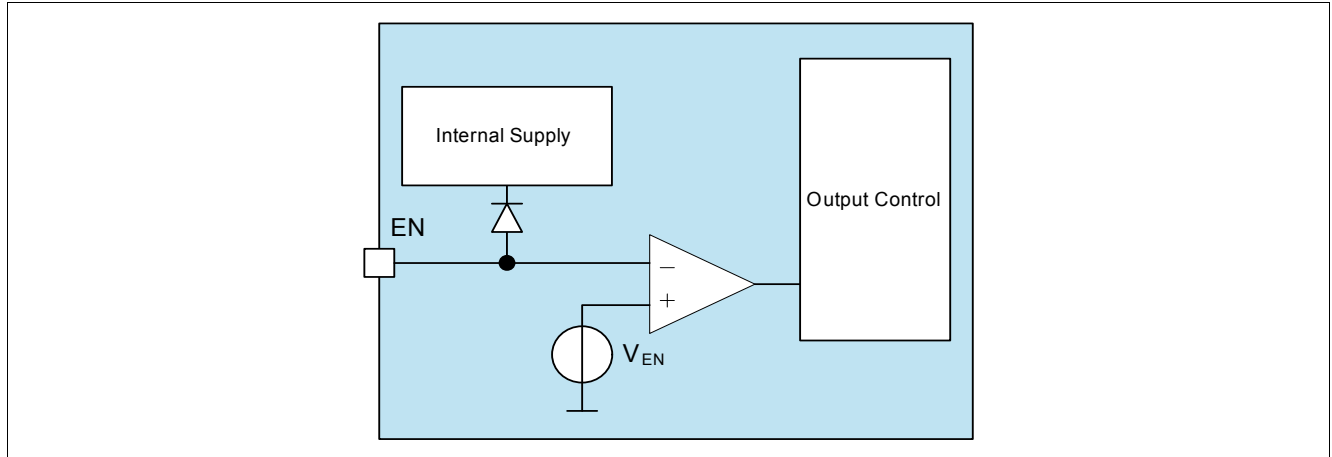 Internal Supply
EN
Output Control
−
+
VEN